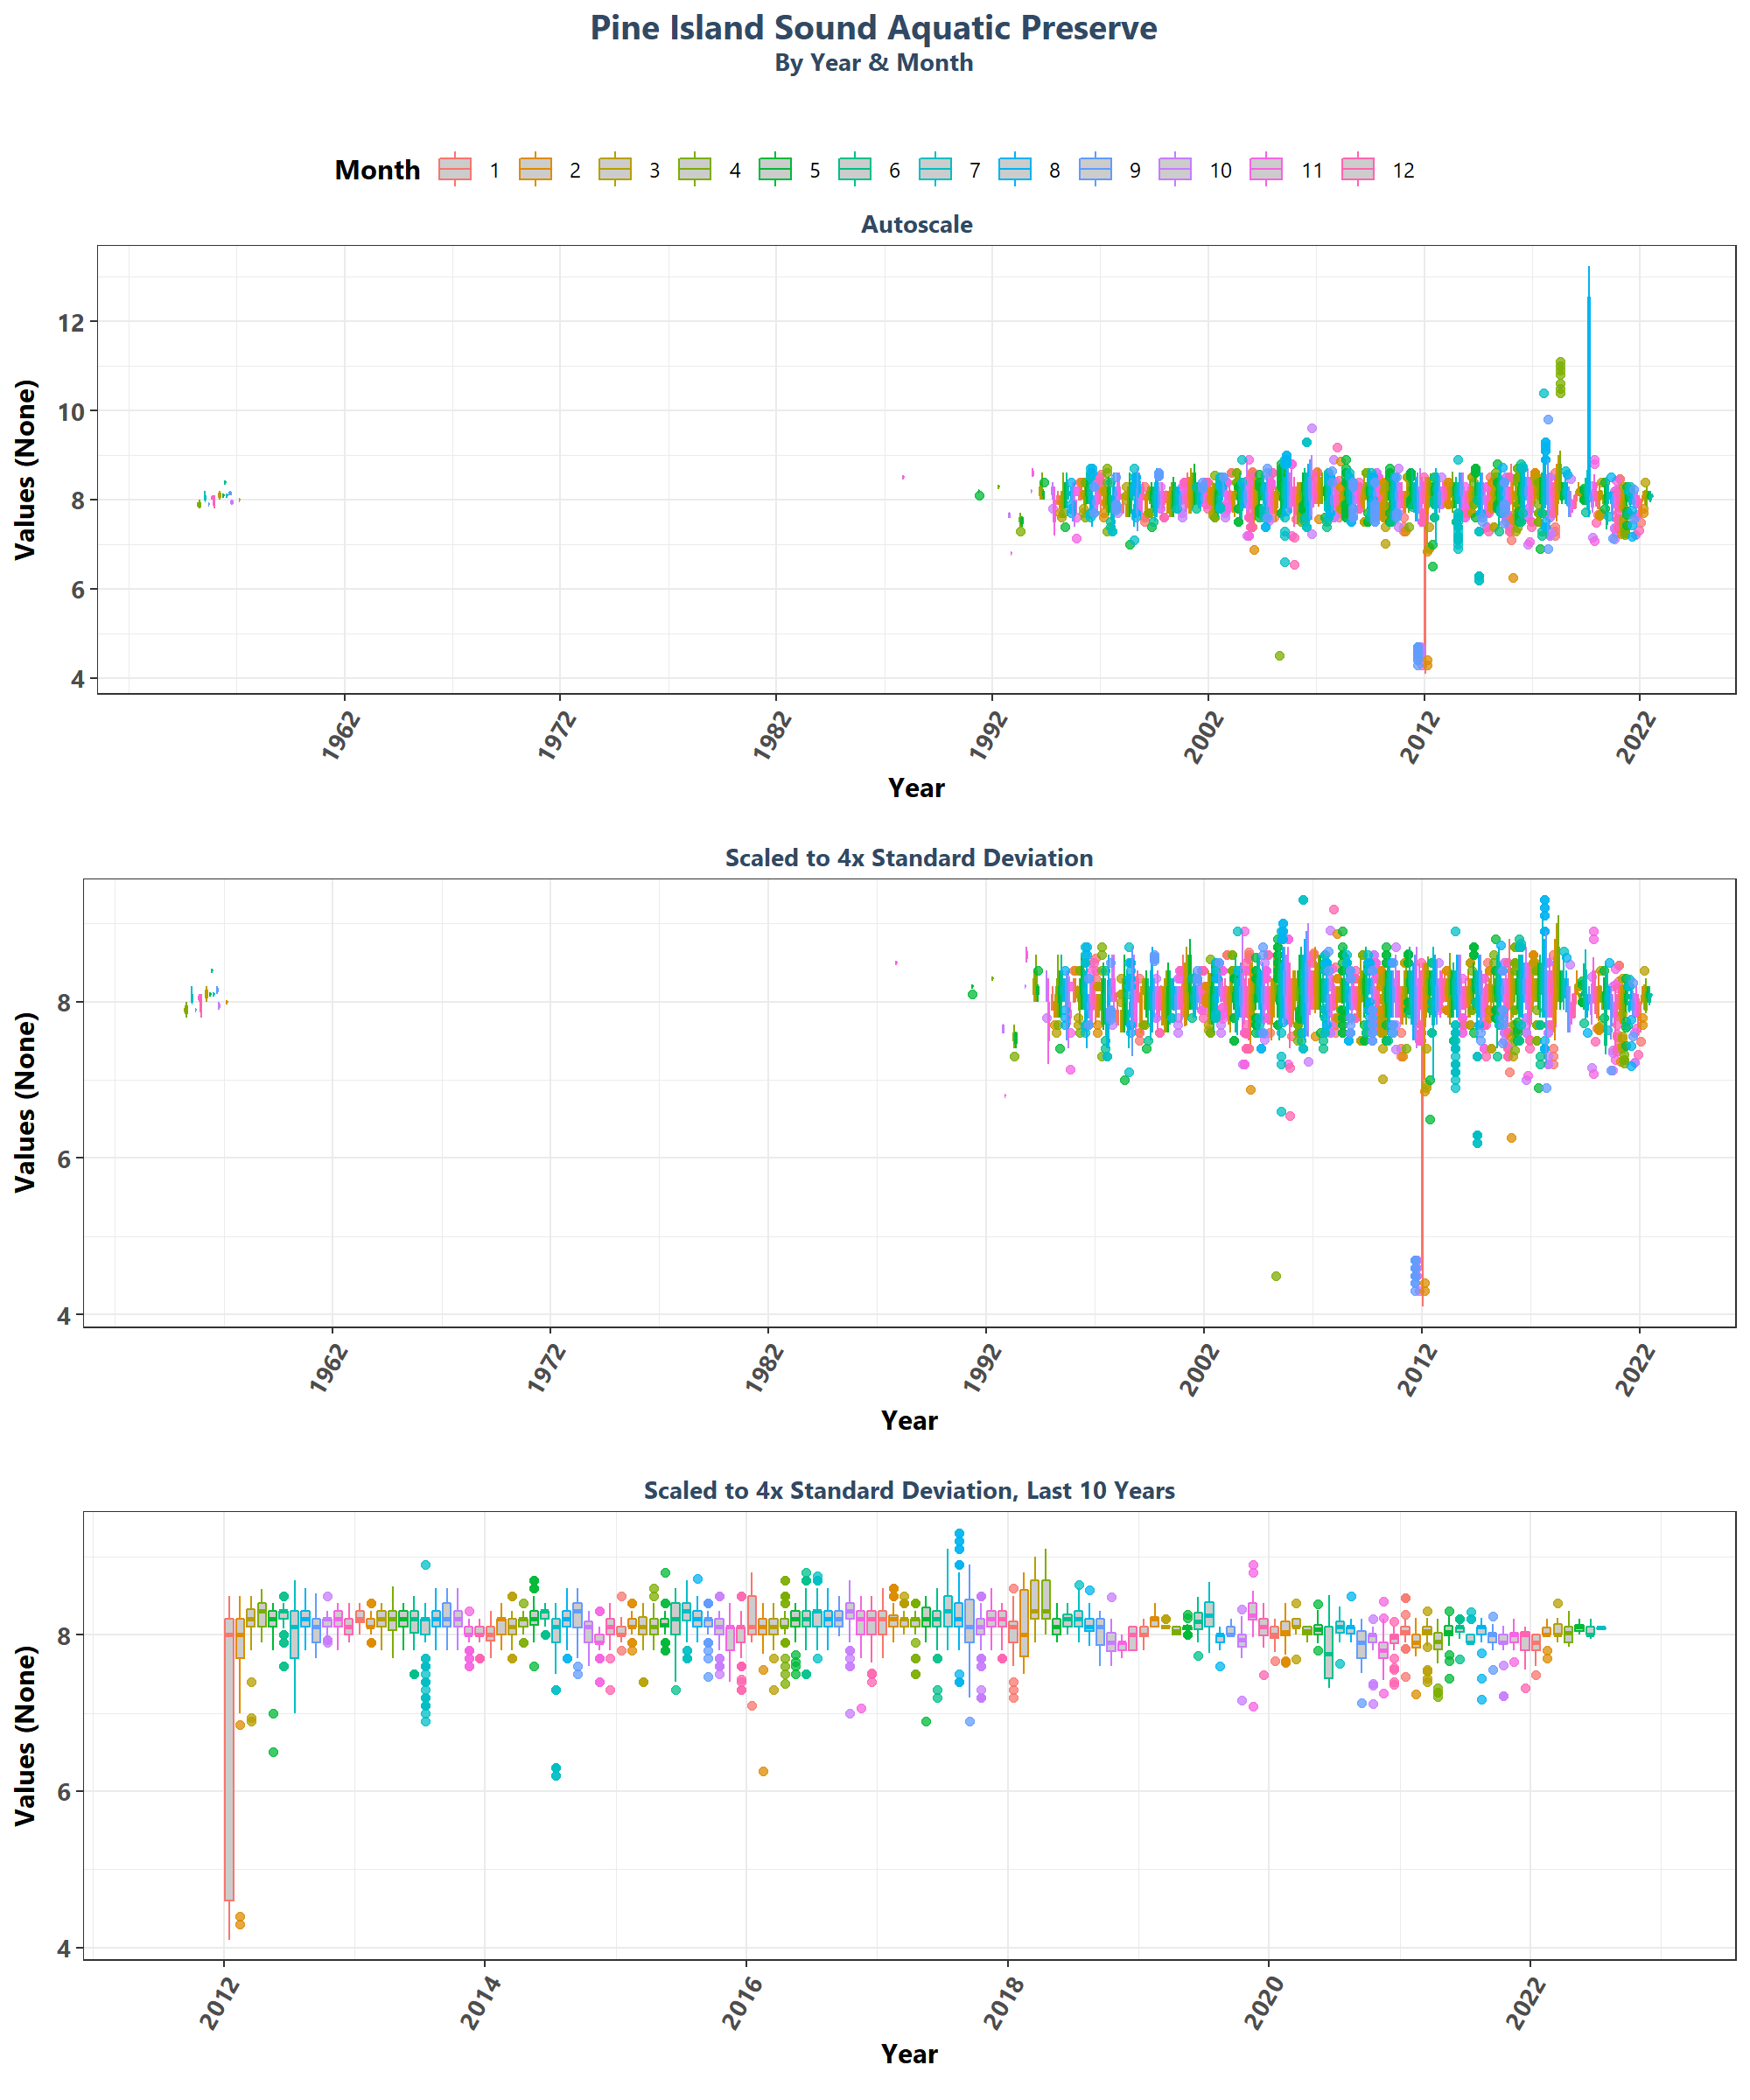 Pine Island Sound Aquatic Preserve
By Year & Month
Month 1 2 3 4 5 6 7 8 9 10 11 12
Autoscale
Values (None)
12
10
8
6
4
1962 1972 1982 1992 2002 2012 2022
Year
Scaled to 4x Standard Deviation
Values (None)
8
6
4
1962 1972 1982 1992 2002 2012 2022
Year
Scaled to 4x Standard Deviation, Last 10 Years
Values (None)
8
6
4
2012 2014 2016 2018 2020 2022
Year